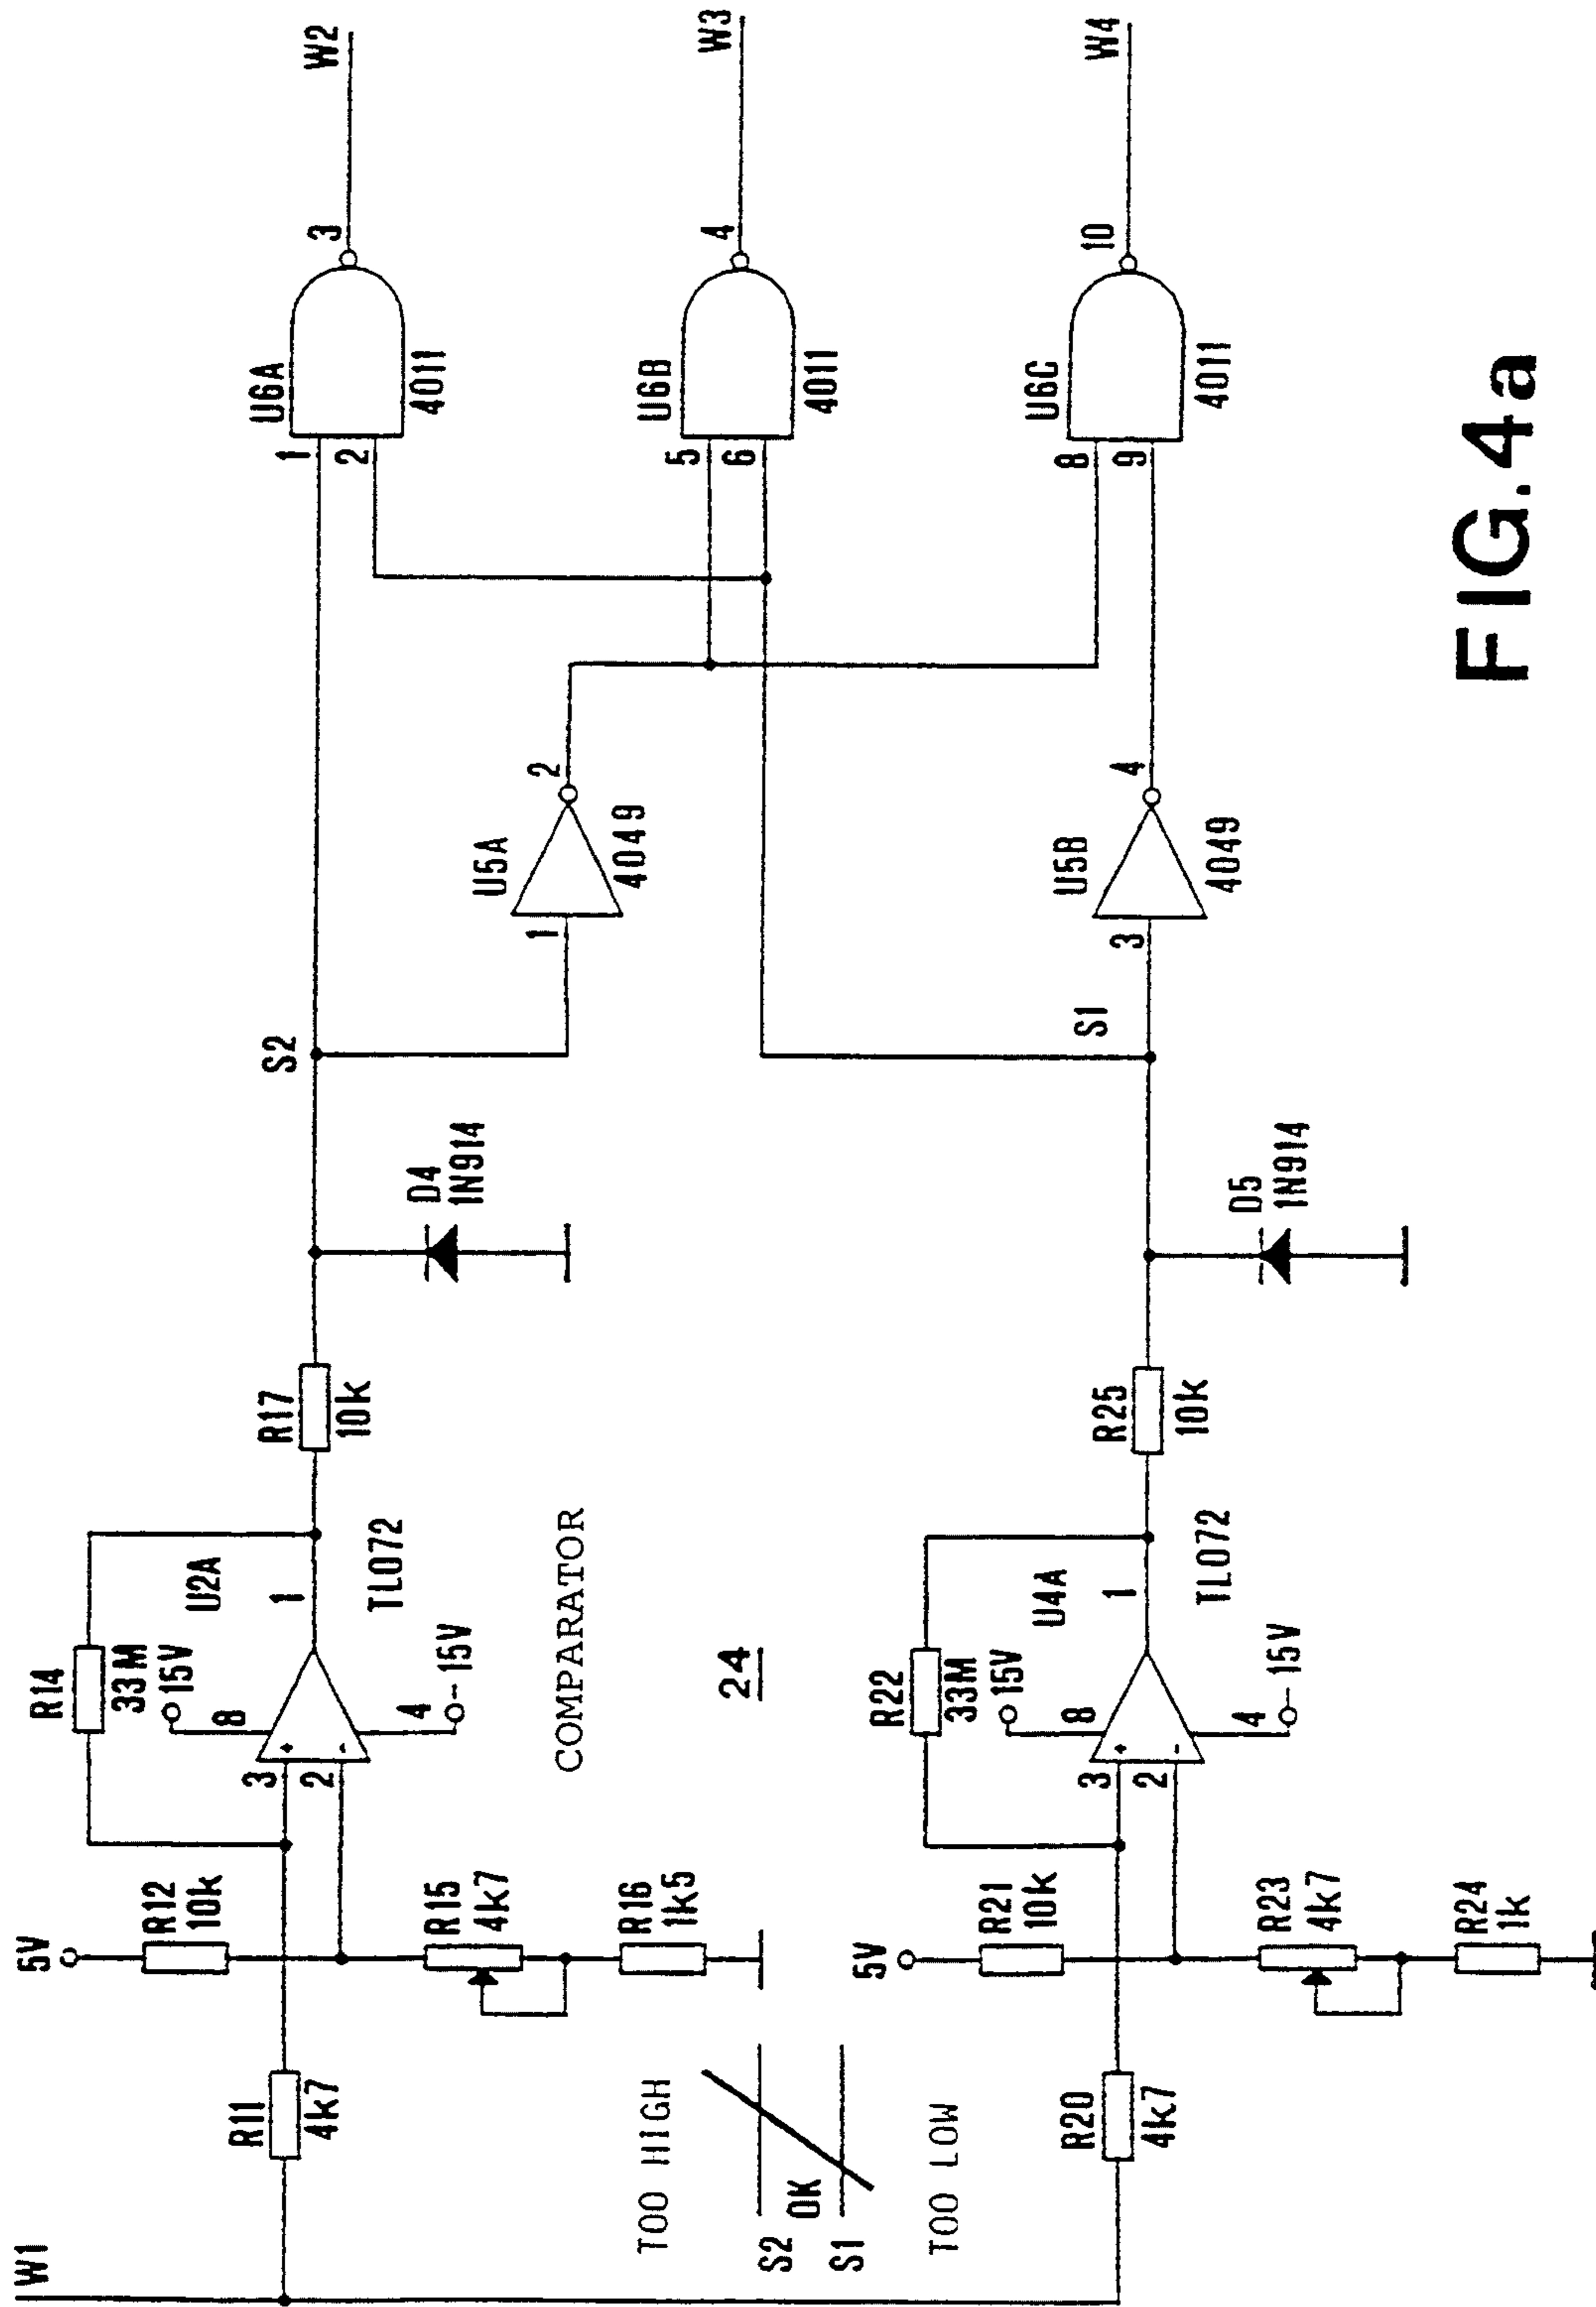 W1
R11
4k7
5V
R12
10k
R14
33M
15V
8
3
2
U2A
1
TL072
4
-15V
R15
4k7
R16
1k5
R17
10k
D4
1N914
S2
1
U5A
2
4049
1
2
U6A
4011
3
W2
COMPARATOR
24
TOO HIGH
S2
OK
S1
TOO LOW
5
6
U6B
4011
4
W3
R20
4k7
5V
R21
10k
R22
33M
15V
8
3
2
U4A
1
TL072
4
-15V
R23
4k7
R24
1k
R25
10k
D5
1N914
S1
3
U5B
4
4049
8
9
U6C
4011
10
W4
FIG.4a